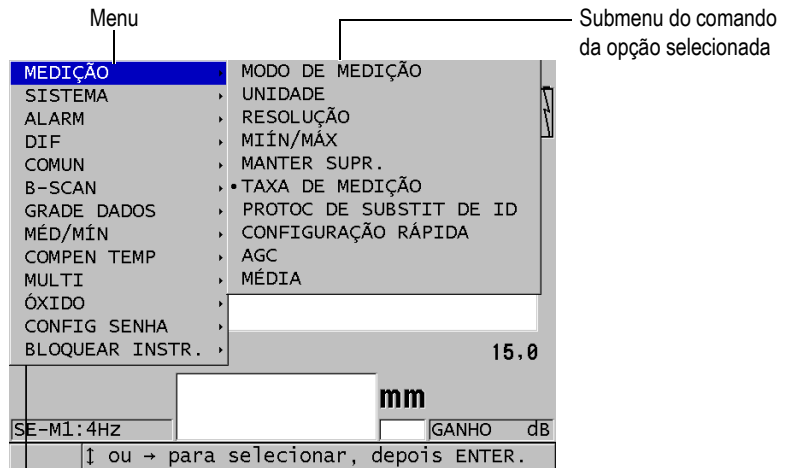 Menu
Submenu do comando
da opção selecionada
MEDIÇÃO
SISTEMA
ALARM
DIF
COMUN
B-SCAN
GRADE DADOS
MÉD/MÍN
COMPEN TEMP
MULTI
ÓXIDO
CONFIG SENHA
BLOQUEAR INSTR.
MODO DE MEDIÇÃO
UNIDADE
RESOLUÇÃO
MIÍN/MÁX
MANTER SUPR.
•TAXA DE MEDIÇÃO
PROTOC DE SUBSTIT DE ID
CONFIGURAÇÃO RÁPIDA
AGC
MÉDIA
15,0
mm
SE-M1:4Hz
GANHO dB
↕ ou → para selecionar, depois ENTER.